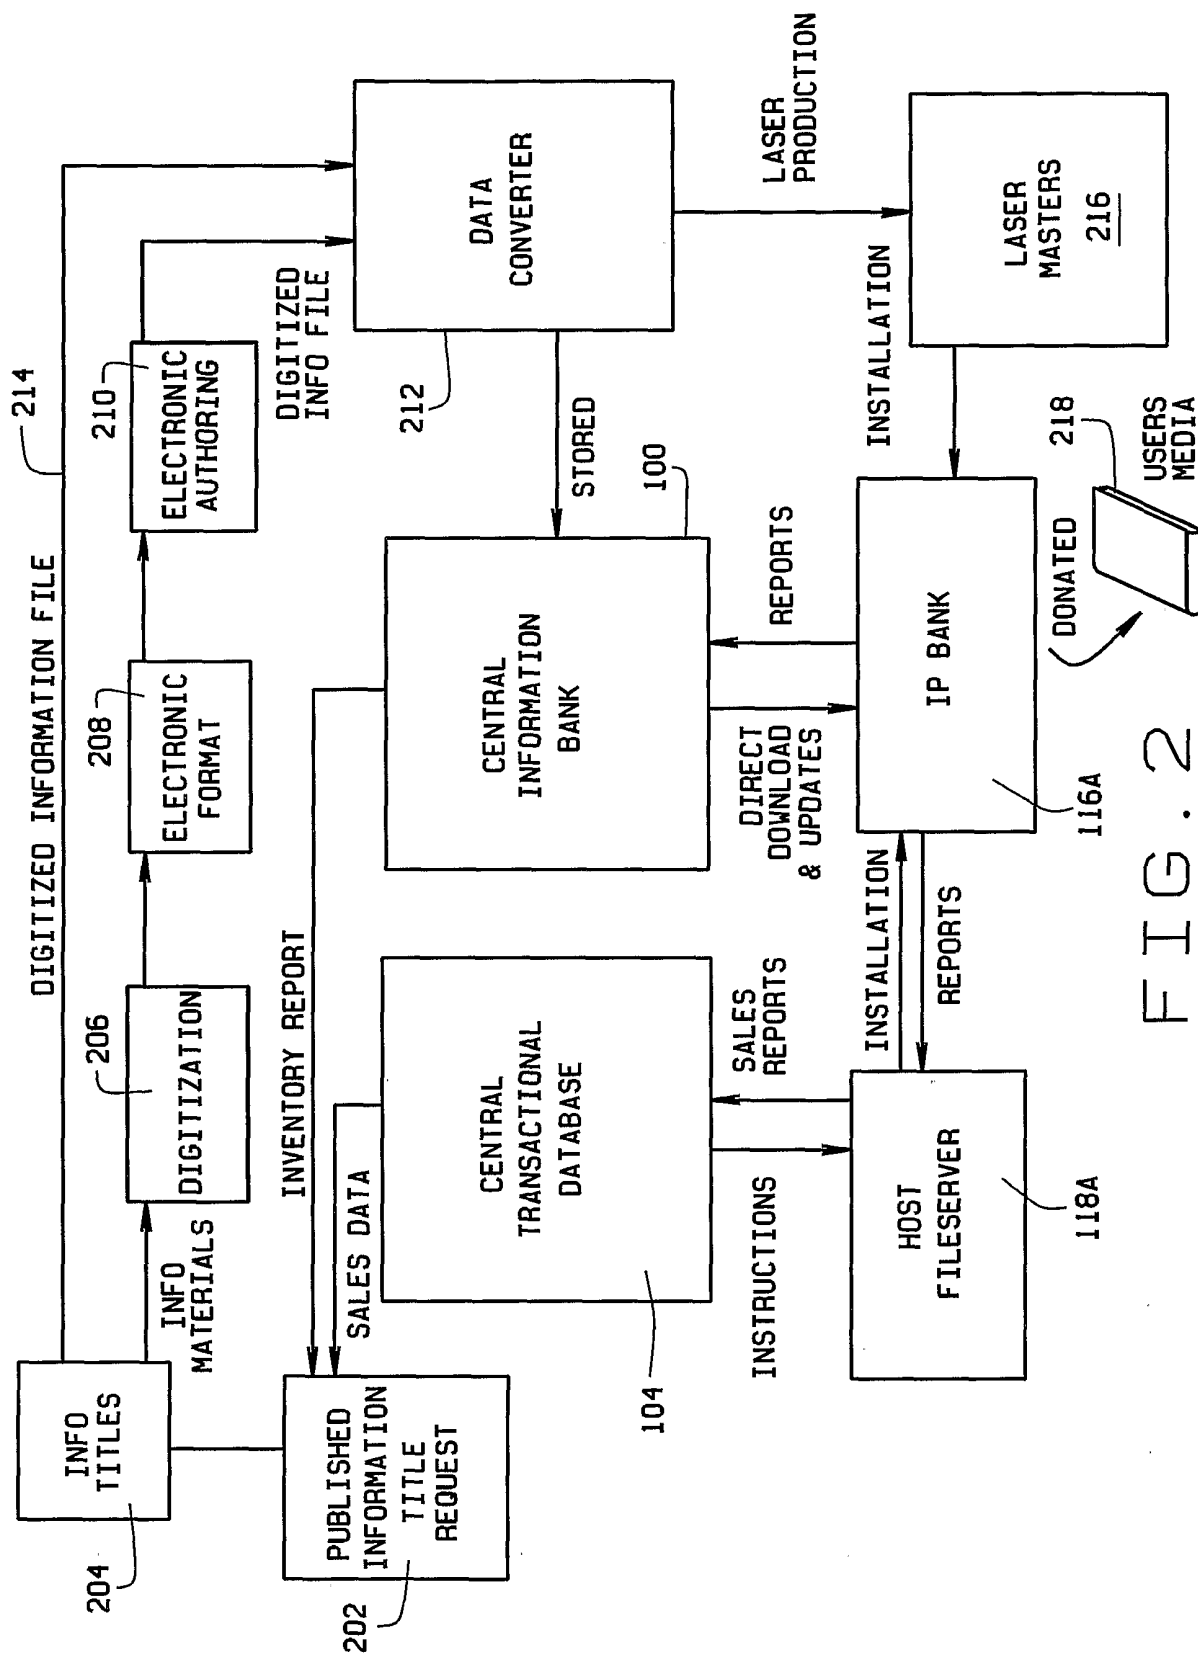 DIGITIZED INFORMATION FILE
214
204
INFO
TITLES
INFO
MATERIALS
206
DIGITIZATION
208
ELECTRONIC
FORMAT
210
ELECTRONIC
AUTHORING
DIGITIZED
INFO FILE
202
PUBLISHED
INFORMATION
TITLE
REQUEST
INVENTORY REPORT
SALES DATA
104
CENTRAL
TRANSACTIONAL
DATABASE
CENTRAL
INFORMATION
BANK
100
STORED
212
DATA
CONVERTER
INSTRUCTIONS
SALES
REPORTS
DIRECT
DOWNLOAD
& UPDATES
REPORTS
LASER
PRODUCTION
HOST
FILESERVER
118A
INSTALLATION
REPORTS
IP BANK
116A
INSTALLATION
LASER
MASTERS
216
DONATED
218
USERS
MEDIA
FIG. 2